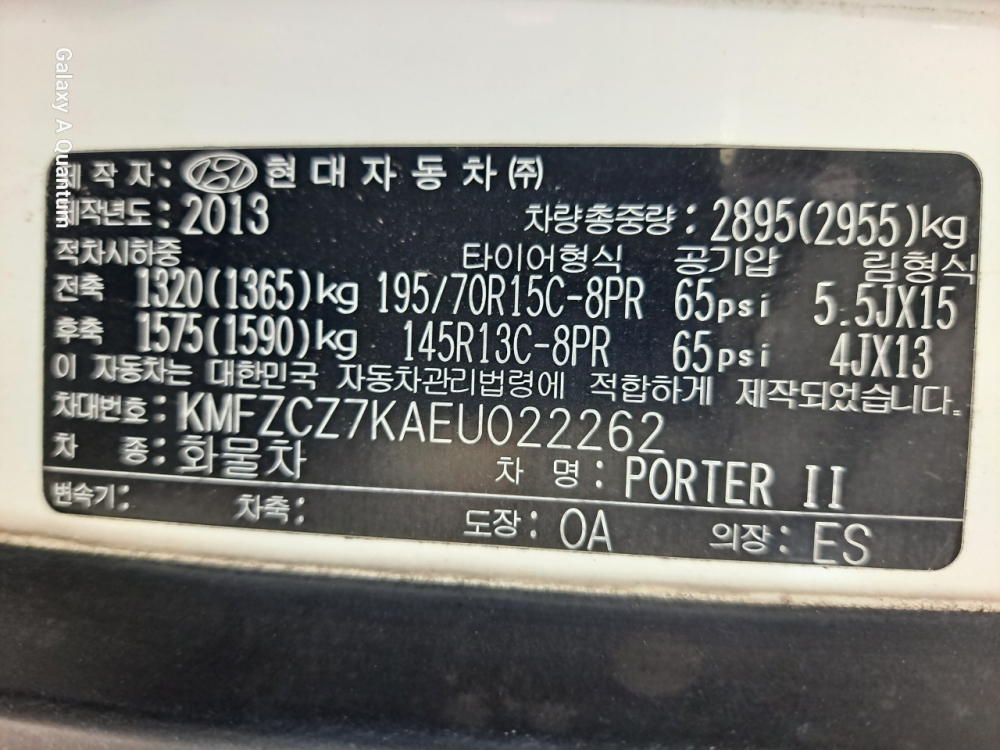 제 작 자: 현 대 자 동 차 ㈜
제작년도: 2013 차량총중량: 2895(2955)kg
적차시하중 타이어형식 공기압 림형식
전축 1320(1365)kg 195/70R15C-8PR 65psi 5.5JX15
후축 1575(1590)kg 145R13C-8PR 65psi 4JX13
이 자동차는 대한민국 자동차관리법령에 적합하게 제작되었습니다.
차대번호: KMFZCZ7KAEU022262
차 종: 화물차 차 명: PORTER II
변속기: 차축: 도장: OA 의장: ES
Galaxy A Quantum